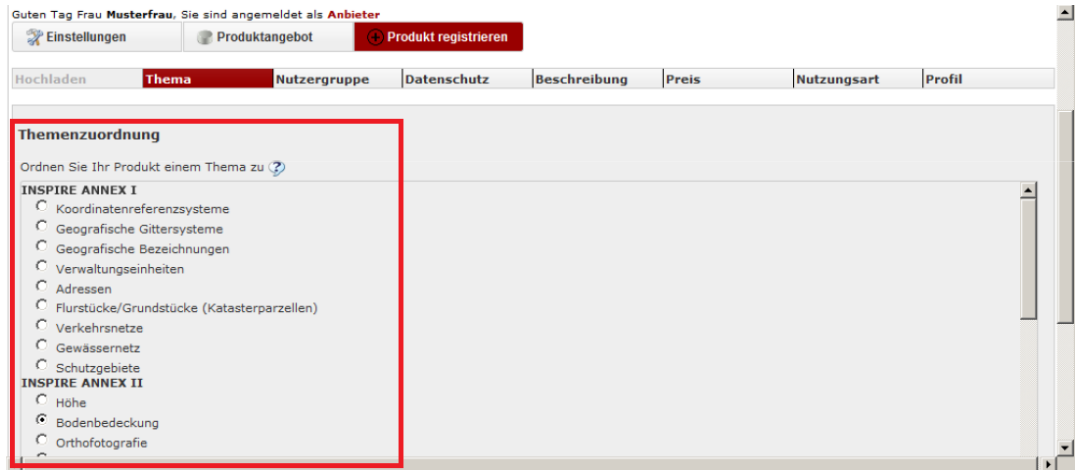 Guten Tag Frau Musterfrau, Sie sind angemeldet als Anbieter
Einstellungen Produktangebot Produkt registrieren
Hochladen Thema Nutzergruppe Datenschutz Beschreibung Preis Nutzungsart Profil
Themenzuordnung
Ordnen Sie Ihr Produkt einem Thema zu
INSPIRE ANNEX I
Koordinatenreferenzsysteme
Geografische Gittersysteme
Geografische Bezeichnungen
Verwaltungseinheiten
Adressen
Flurstücke/Grundstücke (Katasterparzellen)
Verkehrsnetze
Gewässernetz
Schutzgebiete
INSPIRE ANNEX II
Höhe
Bodenbedeckung
Orthofotografie